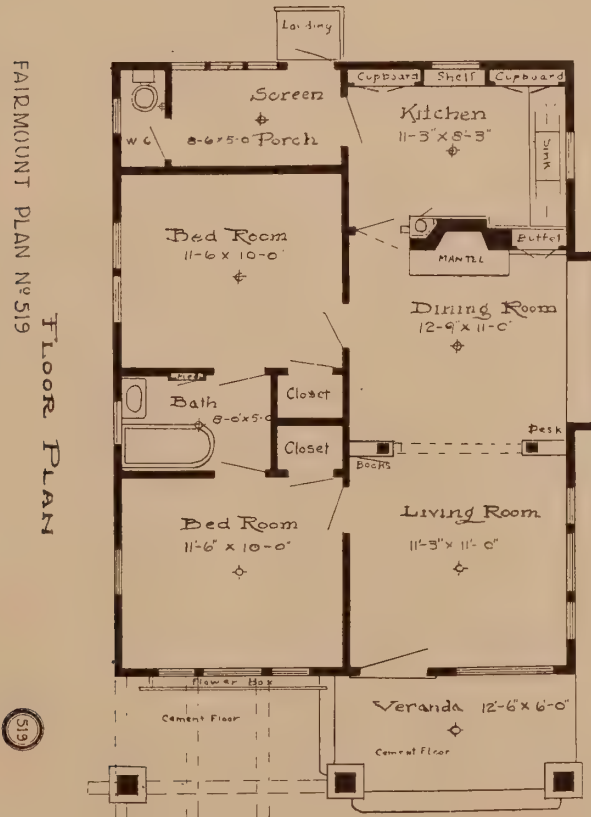 Landing
Cupboard
Shelf
Cupboard
Screen
Porch
8-6×5-0
W C
Kitchen
11-3" X 8'-3"
Sink
Buffet
MANTEL
Bed Room
11-6 x 10-0
Dining Room
12-9" x 11-0"
Med
Bath
8-0"x5-0
Closet
Closet
Books
Desk
Bed Room
11'-6" x 10-0"
Living Room
11'-3" x 11'-0"
Flower Box
Cement Floor
Veranda 12'-6" x 6'-0"
Cement Floor
FAIRMOUNT PLAN Nº 519
FLOOR PLAN
519